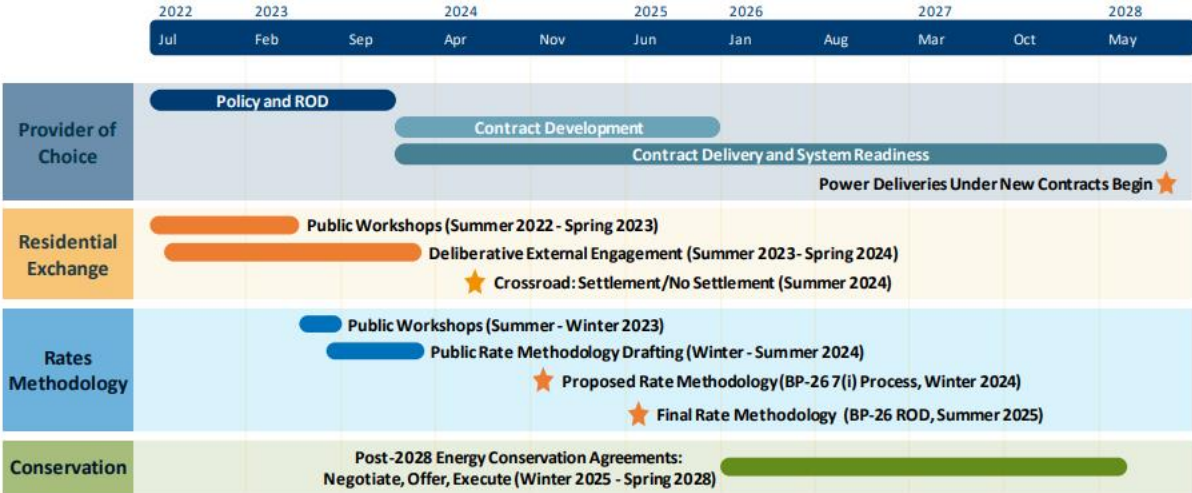 2022 2023 2024 2025 2026 2027 2028
Jul Feb Sep Apr Nov Jun Jan Aug Mar Oct May
Provider of
Choice
Policy and ROD
Contract Development
Contract Delivery and System Readiness
Power Deliveries Under New Contracts Begin
Residential
Exchange
Public Workshops (Summer 2022 - Spring 2023)
Deliberative External Engagement (Summer 2023- Spring 2024)
Crossroad: Settlement/No Settlement (Summer 2024)
Rates
Methodology
Public Workshops (Summer - Winter 2023)
Public Rate Methodology Drafting (Winter - Summer 2024)
Proposed Rate Methodology (BP-26 7(i) Process, Winter 2024)
Final Rate Methodology (BP-26 ROD, Summer 2025)
Conservation
Post-2028 Energy Conservation Agreements:
Negotiate, Offer, Execute (Winter 2025 - Spring 2028)